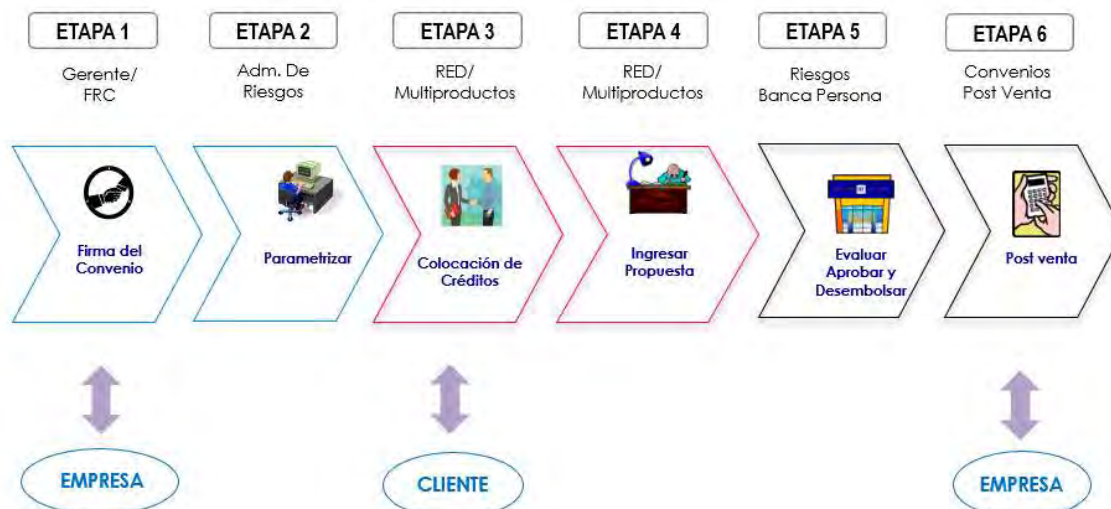 ETAPA 1
ETAPA 2
ETAPA 3
ETAPA 4
ETAPA 5
ETAPA 6
Gerente/
FRC
Adm. De
Riesgos
RED/
Multiproductos
RED/
Multiproductos
Riesgos
Banca Persona
Convenios
Post Venta
Firma del
Convenio
Parametrizar
Colocación de
Créditos
Ingresar
Propuesta
Evaluar
Aprobar y
Desembolsar
Post venta
EMPRESA
CLIENTE
EMPRESA